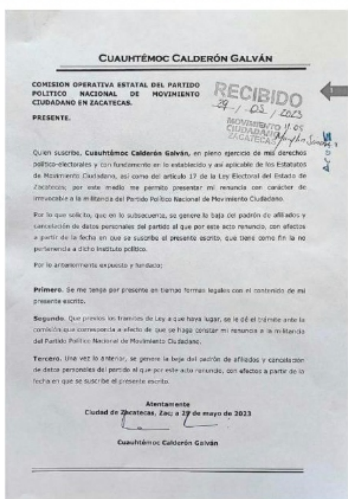 CUAUHTÉMOC CALDERÓN GALVÁN
COMISION OPERATIVA ESTATAL DEL PARTIDO
POLITICO NACIONAL DE MOVIMIENTO
CIUDADANO EN ZACATECAS.
PRESENTE.
RECIBIDO
29 / 05 / 2023
MOVIMIENTO 11:05
CIUDADANO
ZACATECAS
Quien suscribe, Cuauhtémoc Calderón Galván, en pleno ejercicio de mis derechos
político-electorales y con fundamento en lo establecido y así aplicable de los Estatutos
de Movimiento Ciudadano, así como del artículo 17 de la Ley Electoral del Estado de
Zacatecas, por este medio me permito presentar mi renuncia con carácter de
irrevocable a la militancia del Partido Político Nacional de Movimiento Ciudadano.
Por lo que solicito, que en lo subsecuente, se genere la baja del padrón de afiliados y
cancelación de datos personales del partido al que por este acto renuncio, con efectos
a partir de la fecha en que se suscribe el presente escrito, que tiene como fin la no
pertenencia a dicho instituto político.
Por lo anteriormente expuesto y fundado;
Primero. Se me tenga por presente en tiempo formas legales con el contenido de mi
presente escrito.
Segundo. Que previos los tramites de Ley a que haya lugar, se le dé el trámite ante la
comisión que corresponda a efecto de que se haga constar mi renuncia a la militancia
del Partido Político Nacional de Movimiento Ciudadano.
Tercero. Una vez lo anterior, se genere la baja del padrón de afiliados y cancelación
de datos personales del partido al que por este acto renuncio, con efectos a partir de la
fecha en que se suscribe el presente escrito.
Atentamente
Ciudad de Zacatecas, Zac; a 29 de mayo de 2023
Cuauhtémoc Calderón Galván